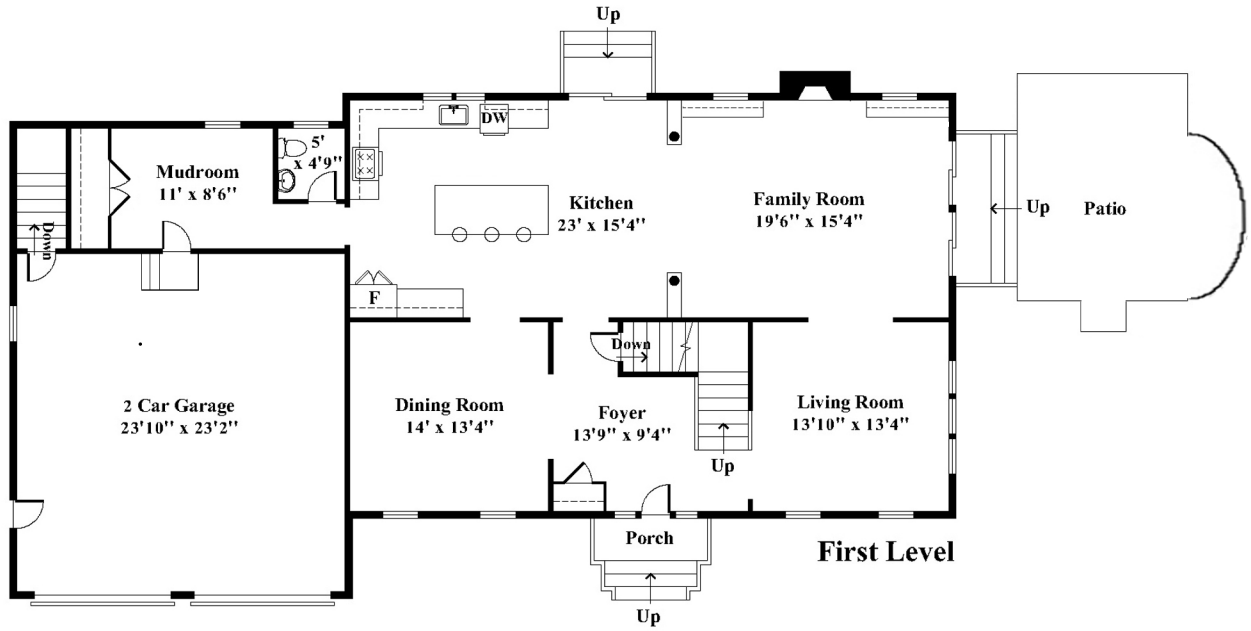 Up
DW
5'
x 4'9"
Mudroom
11' x 8'6"
Kitchen
23' x 15'4"
Family Room
19'6" x 15'4"
Up
Patio
Down
F
Down
2 Car Garage
23'10" x 23'2"
Dining Room
14' x 13'4"
Foyer
13'9" x 9'4"
Living Room
13'10" x 13'4"
Up
Porch
First Level
Up